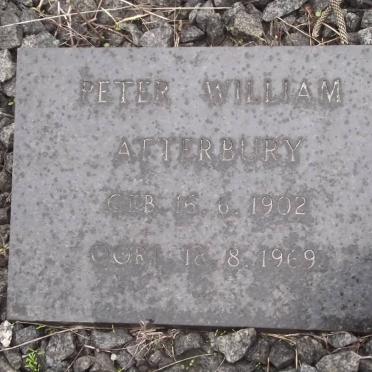 PETER WILLIAM
ATTERBURY
GEB. 16. 6. 1902
OORL. 18. 8. 1969.